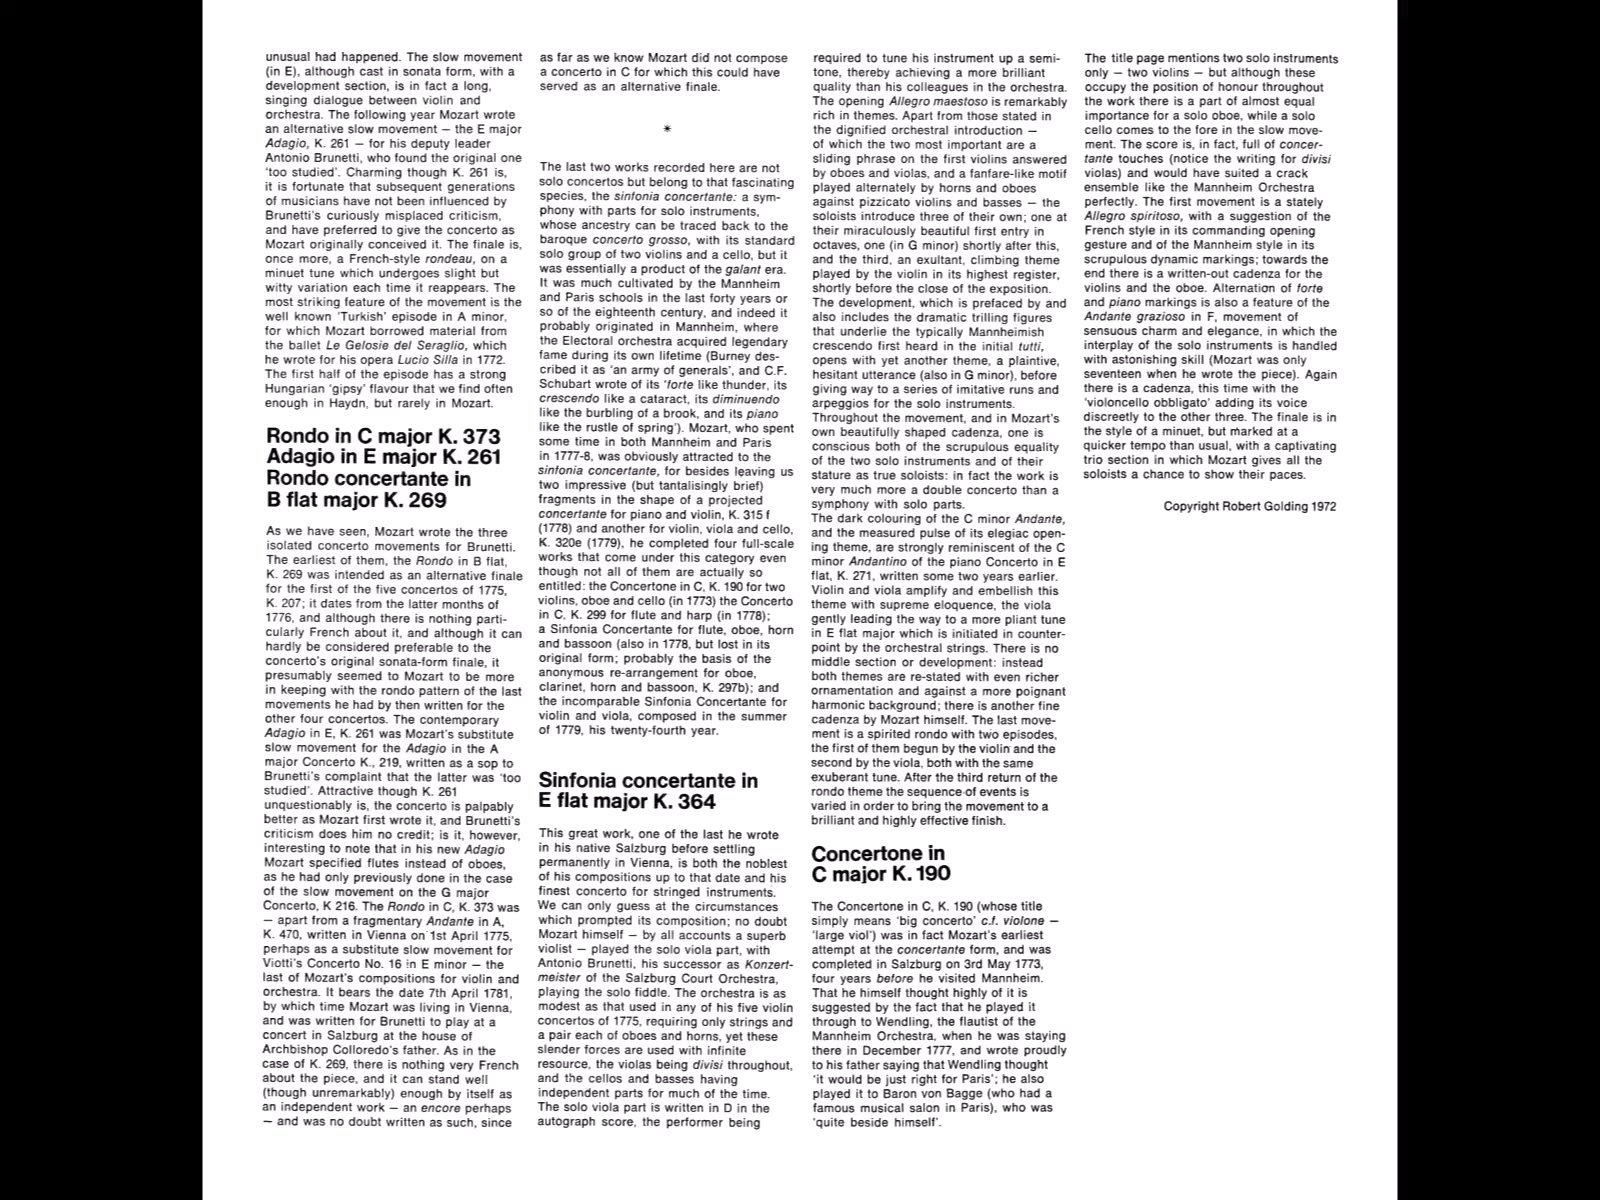 unusual had happened. The slow movement
(in E), although cast in sonata form, with a
development section, is in fact a long,
singing dialogue between violin and
orchestra. The following year Mozart wrote
an alternative slow movement — the E major
Adagio, K. 261 — for his deputy leader
Antonio Brunetti, who found the original one
'too studied'. Charming though K. 261 is,
it is fortunate that subsequent generations
of musicians have not been influenced by
Brunetti's curiously misplaced criticism,
and have preferred to give the concerto as
Mozart originally conceived it. The finale is,
once more, a French-style rondeau, on a
minuet tune which undergoes slight but
witty variation each time it reappears. The
most striking feature of the movement is the
well known 'Turkish' episode in A minor,
for which Mozart borrowed material from
the ballet Le Gelosie del Seraglio, which
he wrote for his opera Lucio Silla in 1772.
The first half of the episode has a strong
Hungarian 'gipsy' flavour that we find often
enough in Haydn, but rarely in Mozart.
Rondo in C major K. 373
Adagio in E major K. 261
Rondo concertante in
B flat major K. 269
As we have seen, Mozart wrote the three
isolated concerto movements for Brunetti.
The earliest of them, the Rondo in B flat,
K. 269 was intended as an alternative finale
for the first of the five concertos of 1775,
K. 207; it dates from the latter months of
1776, and although there is nothing parti-
cularly French about it, and although it can
hardly be considered preferable to the
concerto's original sonata-form finale, it
presumably seemed to Mozart to be more
in keeping with the rondo pattern of the last
movements he had by then written for the
other four concertos. The contemporary
Adagio in E, K. 261 was Mozart's substitute
slow movement for the Adagio in the A
major Concerto K., 219, written as a sop to
Brunetti's complaint that the latter was 'too
studied'. Attractive though K. 261
unquestionably is, the concerto is palpably
better as Mozart first wrote it, and Brunetti's
criticism does him no credit; is it, however,
interesting to note that in his new Adagio
Mozart specified flutes instead of oboes,
as he had only previously done in the case
of the slow movement on the G major
Concerto, K 216. The Rondo in C, K. 373 was
— apart from a fragmentary Andante in A,
K. 470, written in Vienna on 1st April 1775,
perhaps as a substitute slow movement for
Viotti's Concerto No. 16 in E minor — the
last of Mozart's compositions for violin and
orchestra. It bears the date 7th April 1781,
by which time Mozart was living in Vienna,
and was written for Brunetti to play at a
concert in Salzburg at the house of
Archbishop Colloredo's father. As in the
case of K. 269, there is nothing very French
about the piece, and it can stand well
(though unremarkably) enough by itself as
an independent work — an encore perhaps
— and was no doubt written as such, since
as far as we know Mozart did not compose
a concerto in C for which this could have
served as an alternative finale.
*
The last two works recorded here are not
solo concertos but belong to that fascinating
species, the sinfonia concertante: a sym-
phony with parts for solo instruments,
whose ancestry can be traced back to the
baroque concerto grosso, with its standard
solo group of two violins and a cello, but it
was essentially a product of the galant era.
It was much cultivated by the Mannheim
and Paris schools in the last forty years or
so of the eighteenth century, and indeed it
probably originated in Mannheim, where
the Electoral orchestra acquired legendary
fame during its own lifetime (Burney des-
cribed it as 'an army of generals', and C.F.
Schubart wrote of its 'forte like thunder, its
crescendo like a cataract, its diminuendo
like the burbling of a brook, and its piano
like the rustle of spring'). Mozart, who spent
some time in both Mannheim and Paris
in 1777-8, was obviously attracted to the
sinfonia concertante, for besides leaving us
two impressive (but tantalisingly brief)
fragments in the shape of a projected
concertante for piano and violin, K. 315 f
(1778) and another for violin, viola and cello,
K. 320e (1779), he completed four full-scale
works that come under this category even
though not all of them are actually so
entitled: the Concertone in C, K. 190 for two
violins, oboe and cello (in 1773) the Concerto
in C, K. 299 for flute and harp (in 1778);
a Sinfonia Concertante for flute, oboe, horn
and bassoon (also in 1778, but lost in its
original form; probably the basis of the
anonymous re-arrangement for oboe,
clarinet, horn and bassoon, K. 297b); and
the incomparable Sinfonia Concertante for
violin and viola, composed in the summer
of 1779, his twenty-fourth year.
Sinfonia concertante in
E flat major K. 364
This great work, one of the last he wrote
in his native Salzburg before settling
permanently in Vienna, is both the noblest
of his compositions up to that date and his
finest concerto for stringed instruments.
We can only guess at the circumstances
which prompted its composition; no doubt
Mozart himself — by all accounts a superb
violist — played the solo viola part, with
Antonio Brunetti, his successor as Konzert-
meister of the Salzburg Court Orchestra,
playing the solo fiddle. The orchestra is as
modest as that used in any of his five violin
concertos of 1775, requiring only strings and
a pair each of oboes and horns, yet these
slender forces are used with infinite
resource, the violas being divisi throughout,
and the cellos and basses having
independent parts for much of the time.
The solo viola part is written in D in the
autograph score, the performer being
required to tune his instrument up a semi-
tone, thereby achieving a more brilliant
quality than his colleagues in the orchestra.
The opening Allegro maestoso is remarkably
rich in themes. Apart from those stated in
the dignified orchestral introduction —
of which the two most important are a
sliding phrase on the first violins answered
by oboes and violas, and a fanfare-like motif
played alternately by horns and oboes
against pizzicato violins and basses — the
soloists introduce three of their own; one at
their miraculously beautiful first entry in
octaves, one (in G minor) shortly after this,
and the third, an exultant, climbing theme
played by the violin in its highest register,
shortly before the close of the exposition.
The development, which is prefaced by and
also includes the dramatic trilling figures
that underlie the typically Mannheimish
crescendo first heard in the initial tutti,
opens with yet another theme, a plaintive,
hesitant utterance (also in G minor), before
giving way to a series of imitative runs and
arpeggios for the solo instruments.
Throughout the movement, and in Mozart's
own beautifully shaped cadenza, one is
conscious both of the scrupulous equality
of the two solo instruments and of their
stature as true soloists: in fact the work is
very much more a double concerto than a
symphony with solo parts.
The dark colouring of the C minor Andante,
and the measured pulse of its elegiac open-
ing theme, are strongly reminiscent of the C
minor Andantino of the piano Concerto in E
flat, K. 271, written some two years earlier.
Violin and viola amplify and embellish this
theme with supreme eloquence, the viola
gently leading the way to a more pliant tune
in E flat major which is initiated in counter-
point by the orchestral strings. There is no
middle section or development: instead
both themes are re-stated with even richer
ornamentation and against a more poignant
harmonic background; there is another fine
cadenza by Mozart himself. The last move-
ment is a spirited rondo with two episodes,
the first of them begun by the violin and the
second by the viola, both with the same
exuberant tune. After the third return of the
rondo theme the sequence of events is
varied in order to bring the movement to a
brilliant and highly effective finish.
Concertone in
C major K. 190
The Concertone in C, K. 190 (whose title
simply means 'big concerto' c.f. violone —
'large viol') was in fact Mozart's earliest
attempt at the concertante form, and was
completed in Salzburg on 3rd May 1773,
four years before he visited Mannheim.
That he himself thought highly of it is
suggested by the fact that he played it
through to Wendling, the flautist of the
Mannheim Orchestra, when he was staying
there in December 1777, and wrote proudly
to his father saying that Wendling thought
'it would be just right for Paris'; he also
played it to Baron von Bagge (who had a
famous musical salon in Paris), who was
'quite beside himself'.
The title page mentions two solo instruments
only — two violins — but although these
occupy the position of honour throughout
the work there is a part of almost equal
importance for a solo oboe, while a solo
cello comes to the fore in the slow move-
ment. The score is, in fact, full of concer-
tante touches (notice the writing for divisi
violas) and would have suited a crack
ensemble like the Mannheim Orchestra
perfectly. The first movement is a stately
Allegro spiritoso, with a suggestion of the
French style in its commanding opening
gesture and of the Mannheim style in its
scrupulous dynamic markings; towards the
end there is a written-out cadenza for the
violins and the oboe. Alternation of forte
and piano markings is also a feature of the
Andante grazioso in F, movement of
sensuous charm and elegance, in which the
interplay of the solo instruments is handled
with astonishing skill (Mozart was only
seventeen when he wrote the piece). Again
there is a cadenza, this time with the
'violoncello obbligato' adding its voice
discreetly to the other three. The finale is in
the style of a minuet, but marked at a
quicker tempo than usual, with a captivating
trio section in which Mozart gives all the
soloists a chance to show their paces.
Copyright Robert Golding 1972